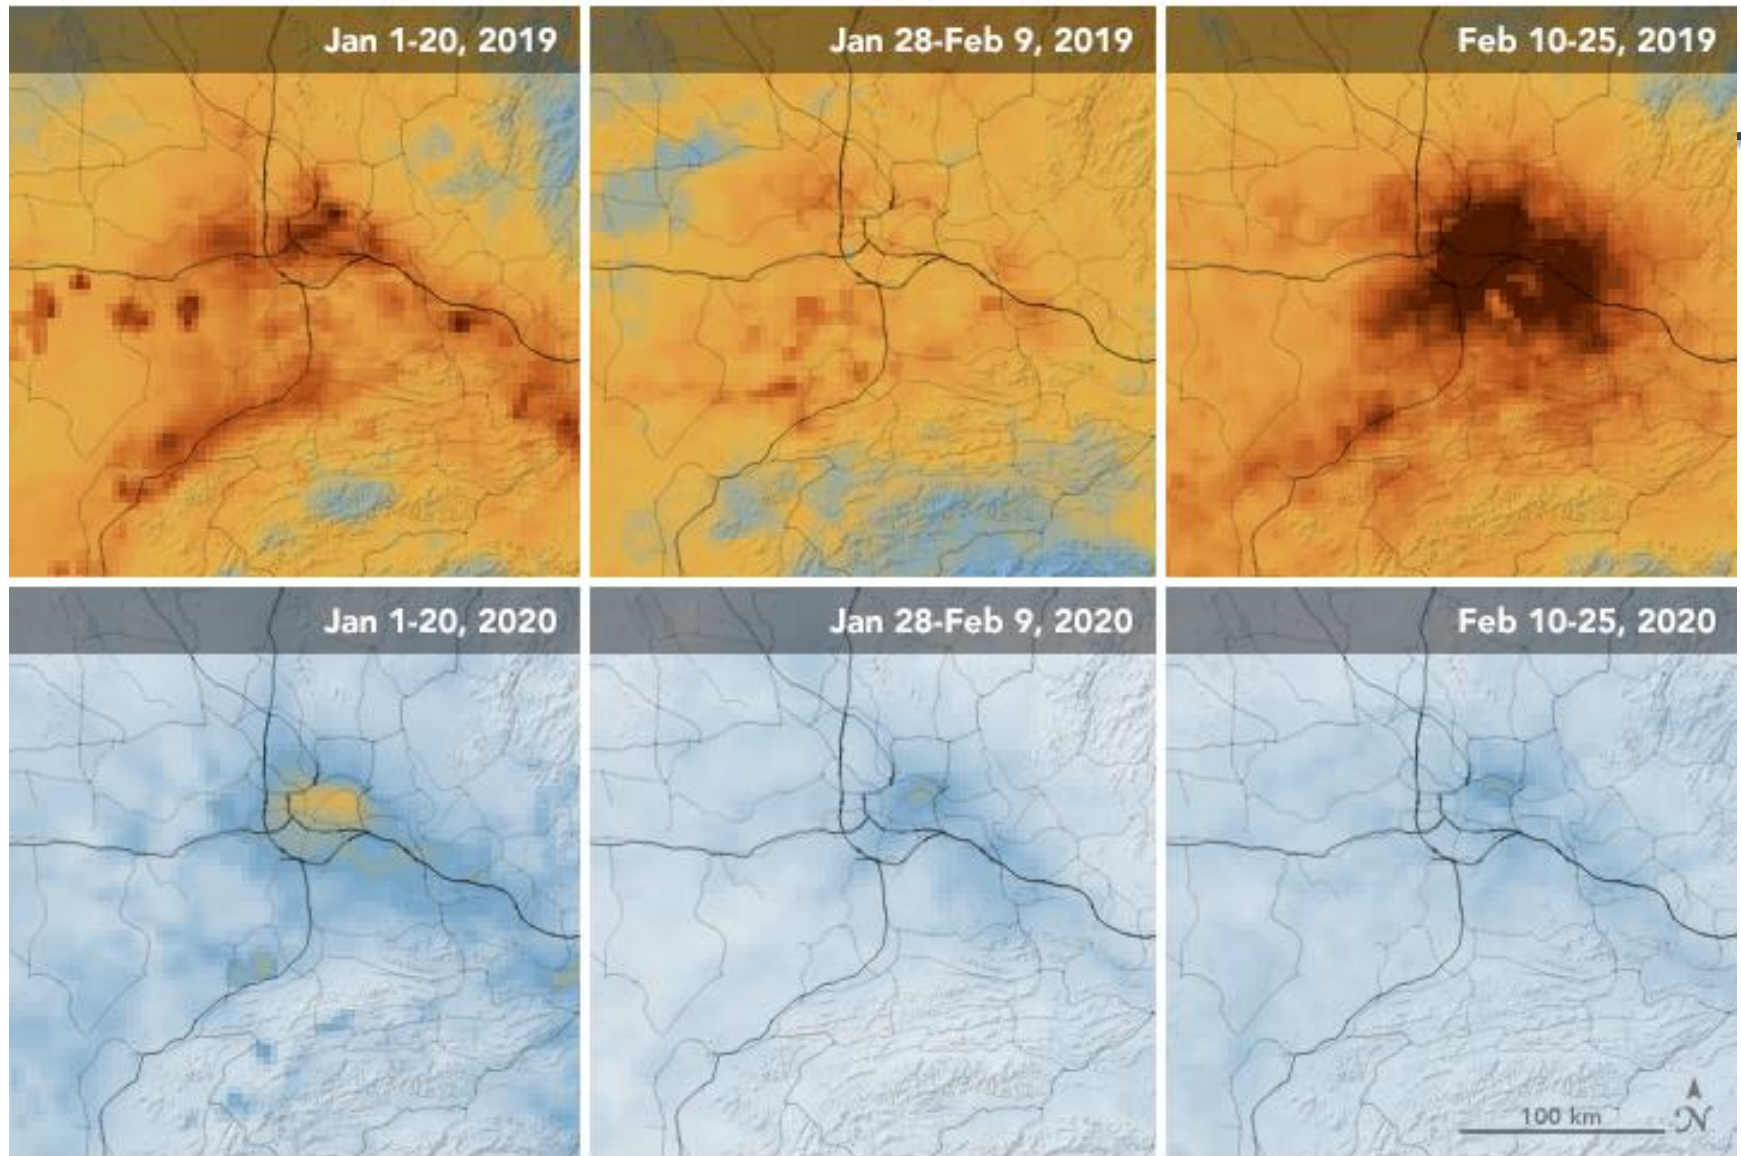 Jan 1-20, 2019
Jan 28-Feb 9, 2019
Feb 10-25, 2019
Jan 1-20, 2020
Jan 28-Feb 9, 2020
Feb 10-25, 2020
100 km
N